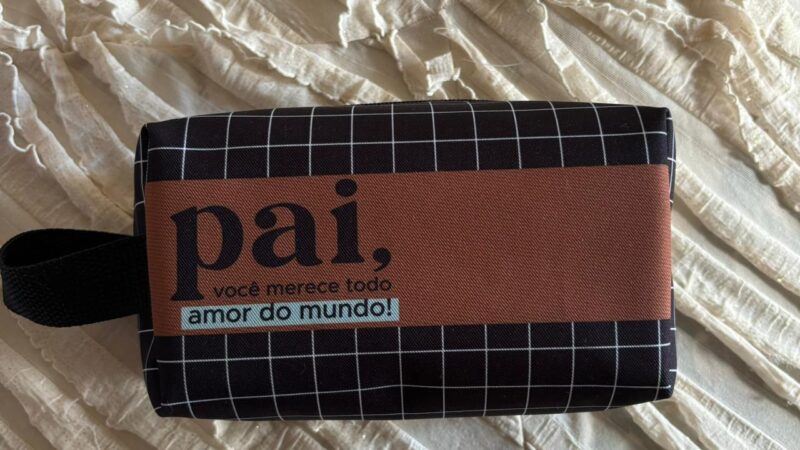 pai,
você merece todo
amor do mundo!